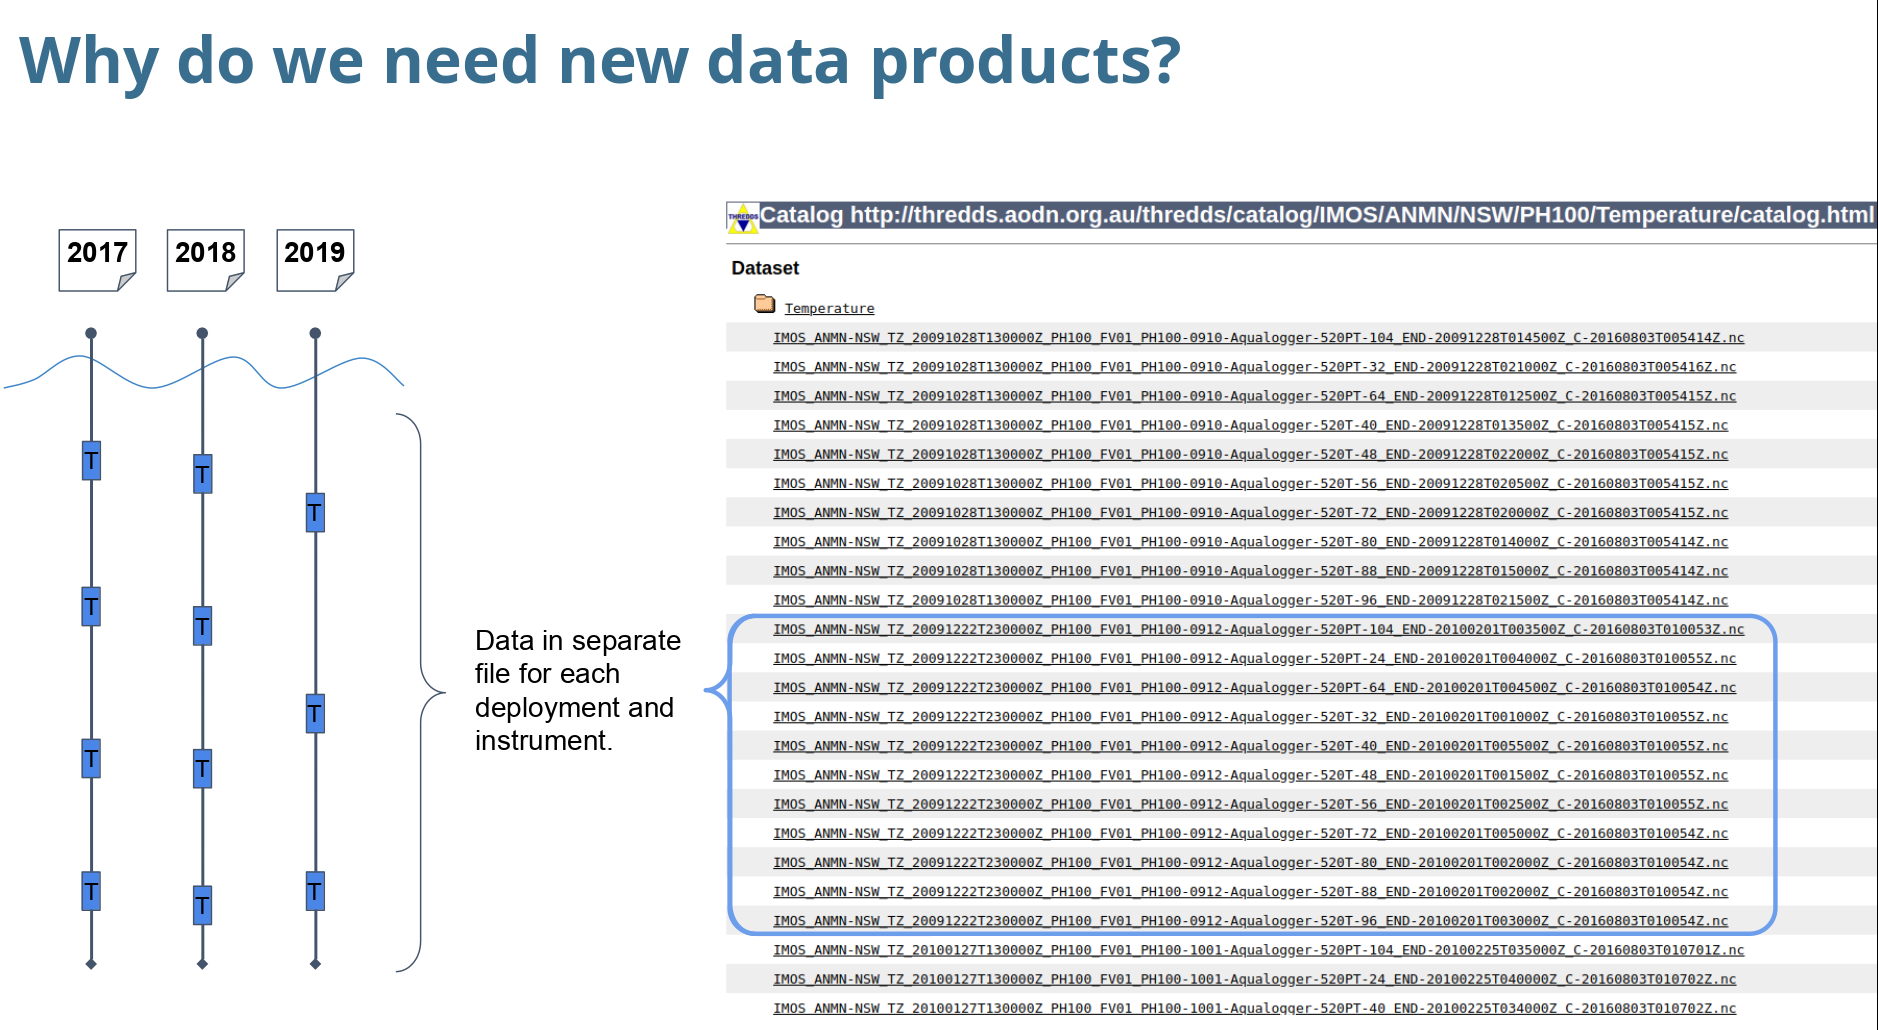 Why do we need new data products?
2017
2018
2019
T
T
T
T
T
T
T
T
T
T
T
Data in separate
file for each
deployment and
instrument.
THREDDS
Catalog http://thredds.aodn.org.au/thredds/catalog/IMOS/ANMN/NSW/PH100/Temperature/catalog.html
Dataset
Temperature
IMOS_ANMN-NSW_TZ_20091028T130000Z_PH100_FV01_PH100-0910-Aqualogger-520PT-104_END-20091228T014500Z_C-20160803T005414Z.nc
IMOS_ANMN-NSW_TZ_20091028T130000Z_PH100_FV01_PH100-0910-Aqualogger-520PT-32_END-20091228T021000Z_C-20160803T005416Z.nc
IMOS_ANMN-NSW_TZ_20091028T130000Z_PH100_FV01_PH100-0910-Aqualogger-520PT-64_END-20091228T012500Z_C-20160803T005415Z.nc
IMOS_ANMN-NSW_TZ_20091028T130000Z_PH100_FV01_PH100-0910-Aqualogger-520T-40_END-20091228T013500Z_C-20160803T005415Z.nc
IMOS_ANMN-NSW_TZ_20091028T130000Z_PH100_FV01_PH100-0910-Aqualogger-520T-48_END-20091228T022000Z_C-20160803T005415Z.nc
IMOS_ANMN-NSW_TZ_20091028T130000Z_PH100_FV01_PH100-0910-Aqualogger-520T-56_END-20091228T020500Z_C-20160803T005415Z.nc
IMOS_ANMN-NSW_TZ_20091028T130000Z_PH100_FV01_PH100-0910-Aqualogger-520T-72_END-20091228T020000Z_C-20160803T005415Z.nc
IMOS_ANMN-NSW_TZ_20091028T130000Z_PH100_FV01_PH100-0910-Aqualogger-520T-80_END-20091228T014000Z_C-20160803T005414Z.nc
IMOS_ANMN-NSW_TZ_20091028T130000Z_PH100_FV01_PH100-0910-Aqualogger-520T-88_END-20091228T015000Z_C-20160803T005414Z.nc
IMOS_ANMN-NSW_TZ_20091028T130000Z_PH100_FV01_PH100-0910-Aqualogger-520T-96_END-20091228T021500Z_C-20160803T005414Z.nc
IMOS_ANMN-NSW_TZ_20091222T230000Z_PH100_FV01_PH100-0912-Aqualogger-520PT-104_END-20100201T003500Z_C-20160803T010053Z.nc
IMOS_ANMN-NSW_TZ_20091222T230000Z_PH100_FV01_PH100-0912-Aqualogger-520PT-24_END-20100201T004000Z_C-20160803T010055Z.nc
IMOS_ANMN-NSW_TZ_20091222T230000Z_PH100_FV01_PH100-0912-Aqualogger-520PT-64_END-20100201T004500Z_C-20160803T010054Z.nc
IMOS_ANMN-NSW_TZ_20091222T230000Z_PH100_FV01_PH100-0912-Aqualogger-520T-32_END-20100201T001000Z_C-20160803T010055Z.nc
IMOS_ANMN-NSW_TZ_20091222T230000Z_PH100_FV01_PH100-0912-Aqualogger-520T-40_END-20100201T005500Z_C-20160803T010055Z.nc
IMOS_ANMN-NSW_TZ_20091222T230000Z_PH100_FV01_PH100-0912-Aqualogger-520T-48_END-20100201T001500Z_C-20160803T010055Z.nc
IMOS_ANMN-NSW_TZ_20091222T230000Z_PH100_FV01_PH100-0912-Aqualogger-520T-56_END-20100201T002500Z_C-20160803T010055Z.nc
IMOS_ANMN-NSW_TZ_20091222T230000Z_PH100_FV01_PH100-0912-Aqualogger-520T-72_END-20100201T005000Z_C-20160803T010054Z.nc
IMOS_ANMN-NSW_TZ_20091222T230000Z_PH100_FV01_PH100-0912-Aqualogger-520T-80_END-20100201T002000Z_C-20160803T010054Z.nc
IMOS_ANMN-NSW_TZ_20091222T230000Z_PH100_FV01_PH100-0912-Aqualogger-520T-88_END-20100201T002000Z_C-20160803T010054Z.nc
IMOS_ANMN-NSW_TZ_20091222T230000Z_PH100_FV01_PH100-0912-Aqualogger-520T-96_END-20100201T003000Z_C-20160803T010054Z.nc
IMOS_ANMN-NSW_TZ_20100127T130000Z_PH100_FV01_PH100-1001-Aqualogger-520PT-104_END-20100225T035000Z_C-20160803T010701Z.nc
IMOS_ANMN-NSW_TZ_20100127T130000Z_PH100_FV01_PH100-1001-Aqualogger-520PT-24_END-20100225T040000Z_C-20160803T010702Z.nc
IMOS_ANMN-NSW_TZ_20100127T130000Z_PH100_FV01_PH100-1001-Aqualogger-520PT-40_END-20100225T034000Z_C-20160803T010702Z.nc